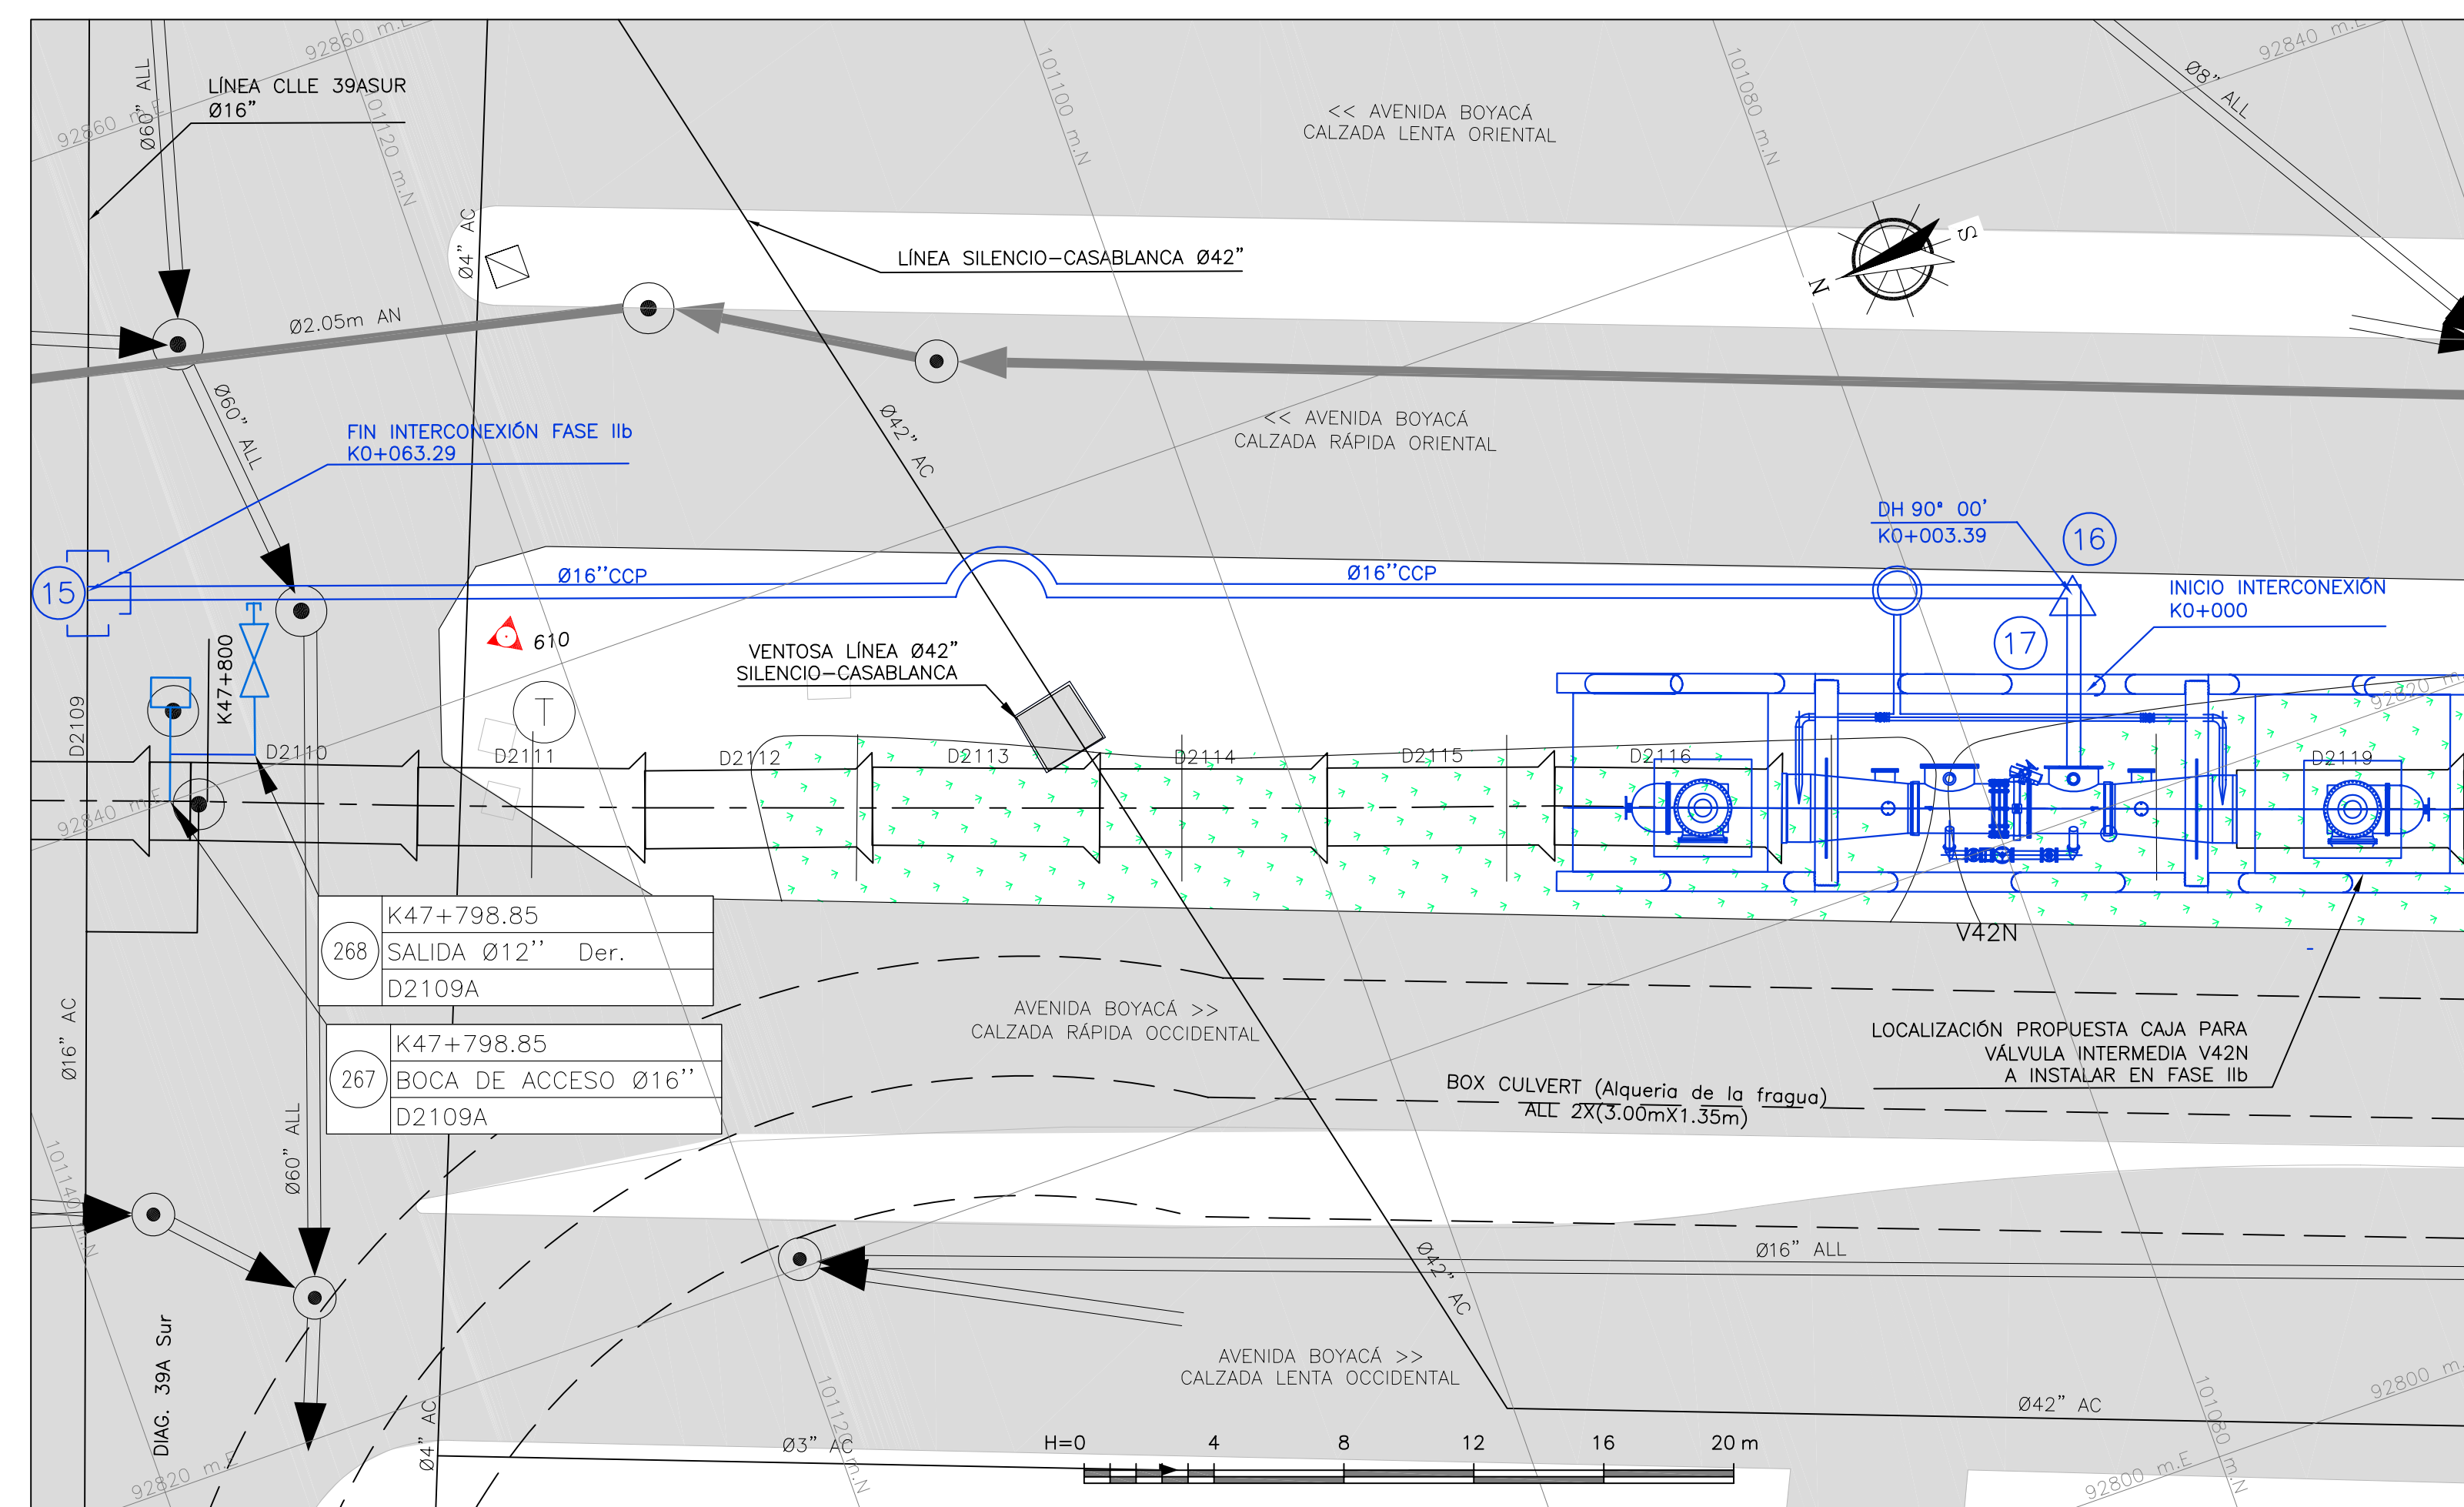 92860 m.E
92840 m.E
LÍNEA CLLE 39ASUR
Ø16"
Ø60" ALL
92860 m.E
101120 m.N
101100 m.N
101080 m.N
Ø8" ALL
<< AVENIDA BOYACÁ
CALZADA LENTA ORIENTAL
Ø4" AC
LÍNEA SILENCIO-CASABLANCA Ø42"
S
N
Ø2.05m AN
Ø60" ALL
Ø42" AC
<< AVENIDA BOYACÁ
CALZADA RÁPIDA ORIENTAL
FIN INTERCONEXIÓN FASE IIb
K0+063.29
DH 90° 00'
K0+003.39
16
15
Ø16''CCP
Ø16''CCP
INICIO INTERCONEXIÓN
K0+000
17
610
K47+800
VENTOSA LÍNEA Ø42"
SILENCIO-CASABLANCA
T
D2109
D2110
D2111
D2112
D2113
D2114
D2115
D2116
D2119
92820 m.
92840 m.E
268
K47+798.85
SALIDA Ø12'' Der.
D2109A
V42N
267
K47+798.85
BOCA DE ACCESO Ø16''
D2109A
Ø16" AC
AVENIDA BOYACÁ >>
CALZADA RÁPIDA OCCIDENTAL
LOCALIZACIÓN PROPUESTA CAJA PARA
VÁLVULA INTERMEDIA V42N
A INSTALAR EN FASE IIb
BOX CULVERT (Alqueria de la fragua)
ALL 2X(3.00mX1.35m)
Ø60" ALL
101140 m.N
Ø42" AC
Ø16" ALL
DIAG. 39A Sur
AVENIDA BOYACÁ >>
CALZADA LENTA OCCIDENTAL
Ø4" AC
Ø3" AC
101120 m.N
Ø42" AC
101080 m.N
92800 m.
92820 m.E
92800 m.E
H=0 4 8 12 16 20 m